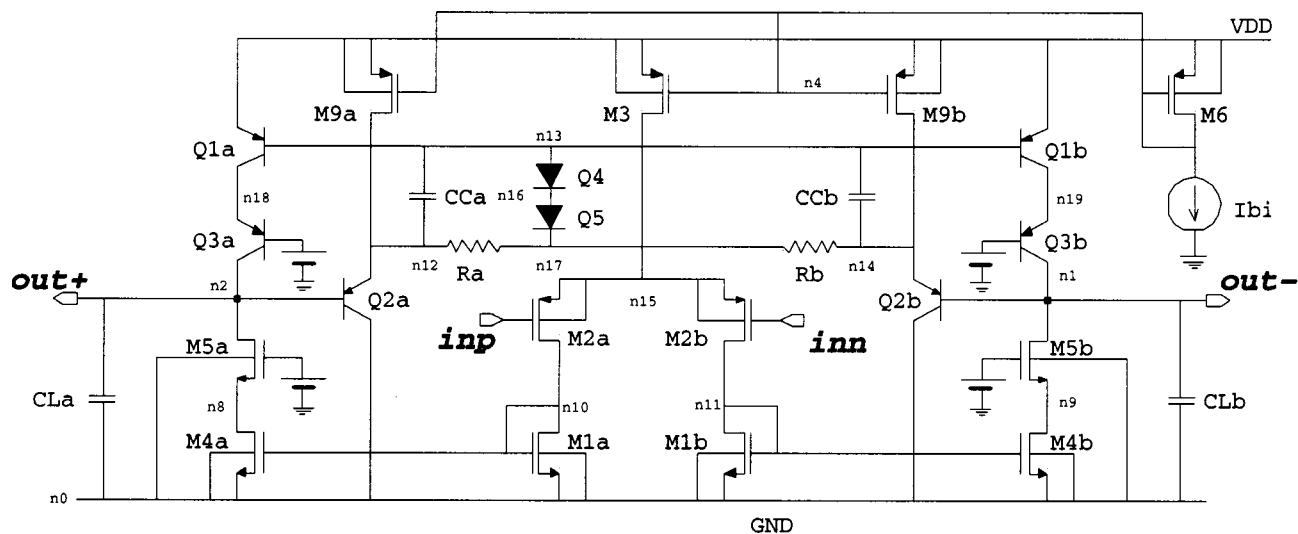 VDD
M9a
M3
n4
M9b
M6
n13
Q1a
Q1b
n16
Q4
n18
CCa
Q5
CCb
n19
Ibi
Q3a
Q3b
n12
Ra
n17
Rb
n14
out+
n2
Q2a
n15
Q2b
n1
out-
inp
M2a
M2b
inn
M5a
M5b
CLa
n8
n10
n11
n9
CLb
M4a
M1a
M1b
M4b
n0
GND